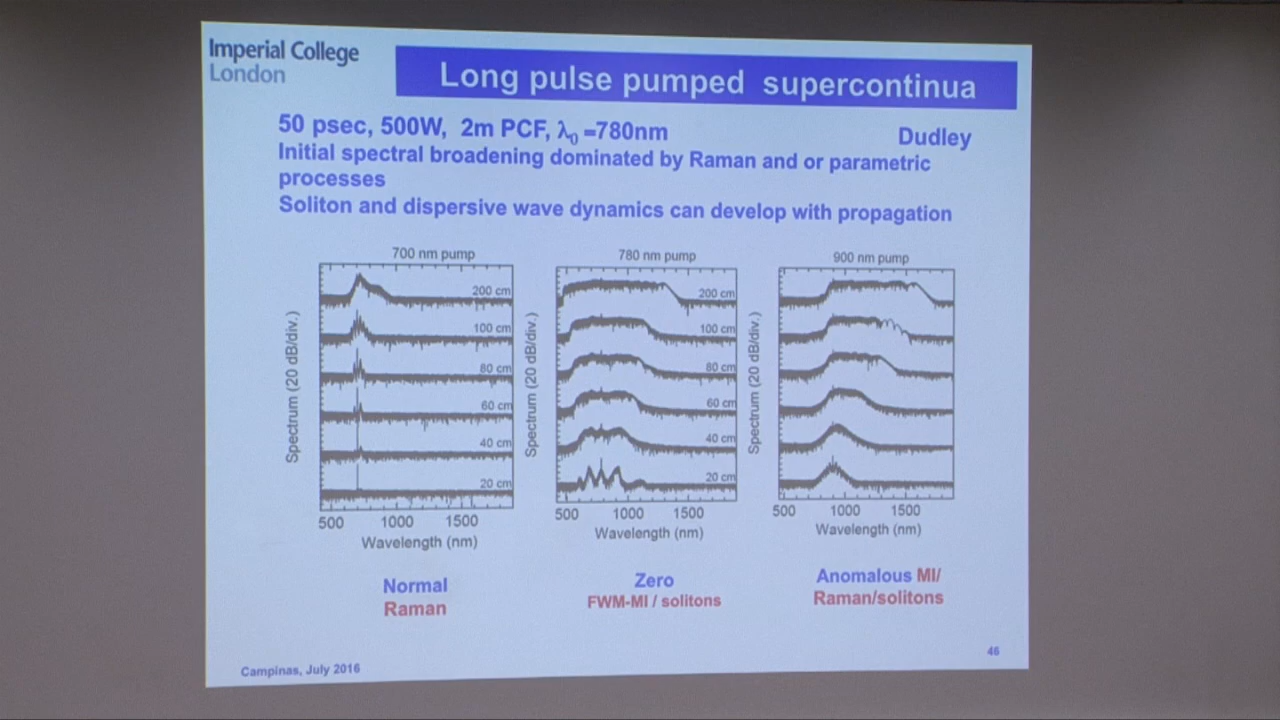 Imperial College
London
Long pulse pumped supercontinua
50 psec, 500W, 2m PCF, λ0 =780nm
Dudley
Initial spectral broadening dominated by Raman and or parametric
processes
Soliton and dispersive wave dynamics can develop with propagation
700 nm pump
780 nm pump
900 nm pump
Spectrum (20 dB/div.)
200 cm
100 cm
80 cm
60 cm
40 cm
20 cm
500 1000 1500
Wavelength (nm)
Spectrum (20 dB/div.)
200 cm
100 cm
80 cm
60 cm
40 cm
20 cm
500 1000 1500
Wavelength (nm)
Spectrum (20 dB/div.)
500 1000 1500
Wavelength (nm)
Normal
Raman
Zero
FWM-MI / solitons
Anomalous MI/
Raman/solitons
46
Campinas, July 2016